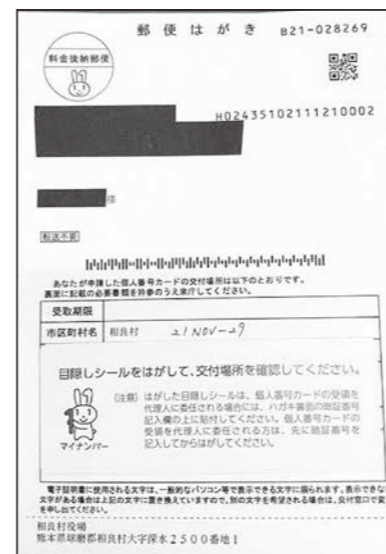 郵便はがき B21-028269
料金後納郵便
H02435102111210002
様
転送不要
あなたが申請した個人番号カードの交付場所は以下のとおりです。
裏面に記載の必要書類を持参のうえ来庁してください。
受取期限
市区町村名 相良村 21 NOV-29
目隠しシールをはがして、交付場所を確認してください。
(注意) はがした目隠しシールは、個人番号カードの受領を
代理人に委任される場合には、ハガキ裏面の暗証番号
記入欄の上に貼付してください。個人番号カードの
受領を代理人に委任される方は、先に暗証番号を
記入してからはがしてください。
マイナンバー
電子証明書に使用される文字は、一般的なパソコン等で表示できる文字に限られます。表示できな
文字がある場合は上記の文字に置き換えていますので、別の文字を希望される場合は、交付窓口で変
を申し出てください。
相良村役場
熊本県球磨郡相良村大字深水2500番地1